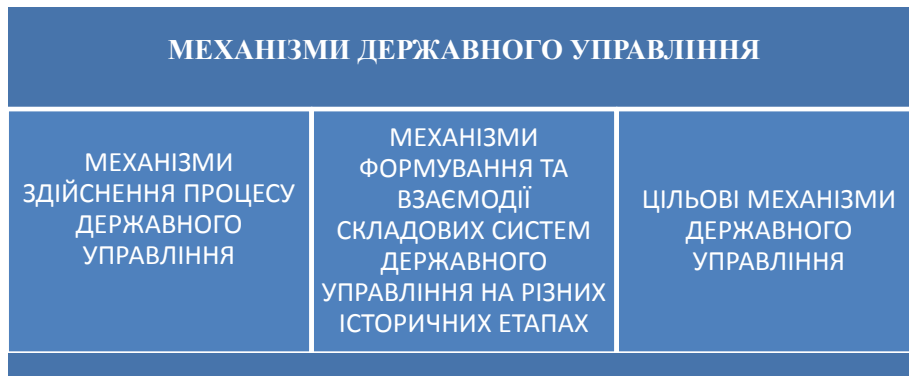 МЕХАНІЗМИ ДЕРЖАВНОГО УПРАВЛІННЯ
МЕХАНІЗМИ
ЗДІЙСНЕННЯ ПРОЦЕСУ
ДЕРЖАВНОГО
УПРАВЛІННЯ
МЕХАНІЗМИ
ФОРМУВАННЯ ТА
ВЗАЄМОДІЇ
СКЛАДОВИХ СИСТЕМ
ДЕРЖАВНОГО
УПРАВЛІННЯ НА РІЗНИХ
ІСТОРИЧНИХ ЕТАПАХ
ЦІЛЬОВІ МЕХАНІЗМИ
ДЕРЖАВНОГО
УПРАВЛІННЯ